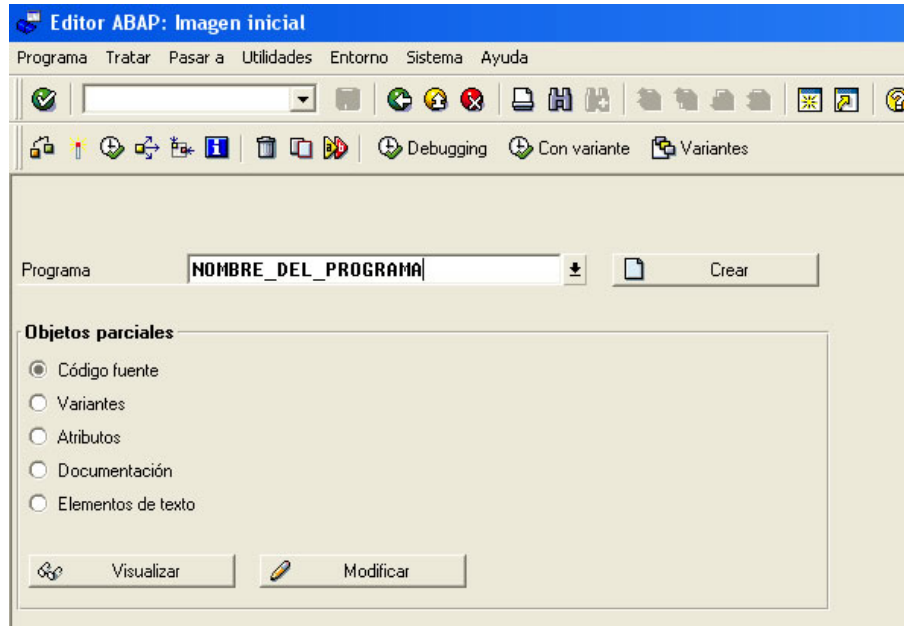 Editor ABAP: Imagen inicial
Programa Tratar Pasar a Utilidades Entorno Sistema Ayuda
Debugging Con variante Variantes
Programa NOMBRE_DEL_PROGRAMA Crear
Objetos parciales
Código fuente
Variantes
Atributos
Documentación
Elementos de texto
Visualizar Modificar